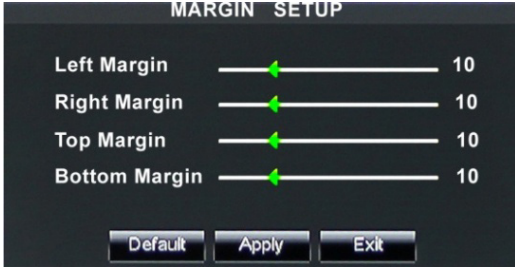 MARGIN SETUP
Left Margin 10
Right Margin 10
Top Margin 10
Bottom Margin 10
Default Apply Exit